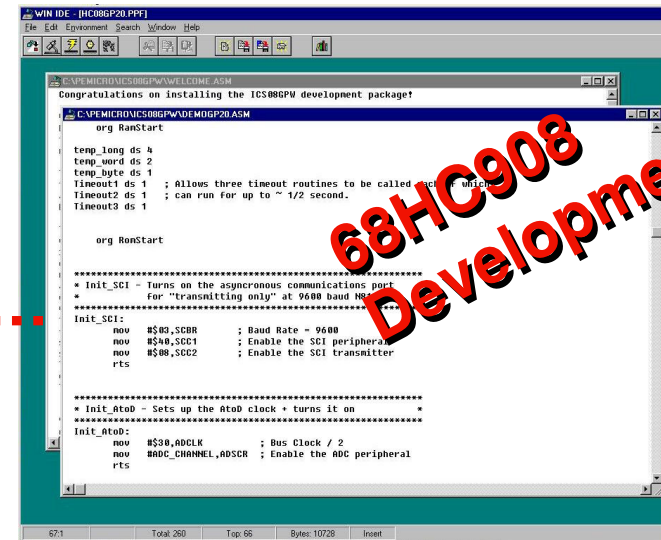 WIN IDE - [HC08GP20.PPF]
File Edit Environment Search Window Help
C:\PEMICRO\ICS08GPW\WELCOME.ASM
Congratulations on installing the ICS08GPW development package!
C:\PEMICRO\ICS08GPW\DEMOGP20.ASM
org RamStart
temp_long ds 4
temp_word ds 2
temp_byte ds 1
Timeout1 ds 1 ; Allows three timeout routines to be called
Timeout2 ds 1 ; can run for up to ~ 1/2 second.
Timeout3 ds 1
org RomStart
68HC908
Developme
**************************************************************
* Init_SCI - Turns on the asyncronous communications port
* for "transmitting only" at 9600 baud
**************************************************************
Init_SCI:
mov #$03,SCBR ; Baud Rate = 9600
mov #$40,SCC1 ; Enable the SCI peripheral
mov #$08,SCC2 ; Enable the SCI transmitter
rts
**************************************************************
* Init_AtoD - Sets up the AtoD clock + turns it on *
**************************************************************
Init_AtoD:
mov #$30,ADCLK ; Bus Clock / 2
mov #ADC_CHANNEL,ADSCR ; Enable the ADC peripheral
rts
67:1 Total: 260 Top: 66 Bytes: 10728 Insert